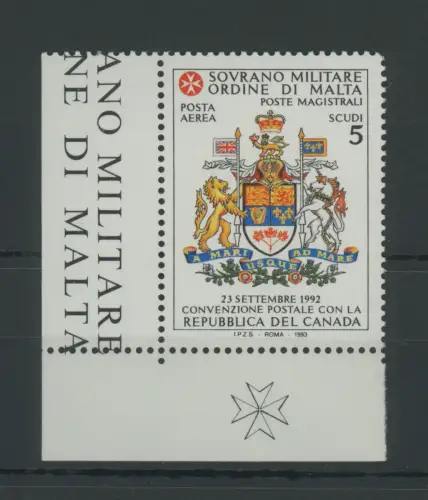 SOVRANO MILITARE
ORDINE DI MALTA
POSTE MAGISTRALI
POSTA
AEREA
SCUDI
5
A MARI
USQUE
AD MARE
23 SETTEMBRE 1992
CONVENZIONE POSTALE CON LA
REPUBBLICA DEL CANADA
I.P.Z.S. - ROMA - 1993
ANO MILITARE
NE DI MALTA